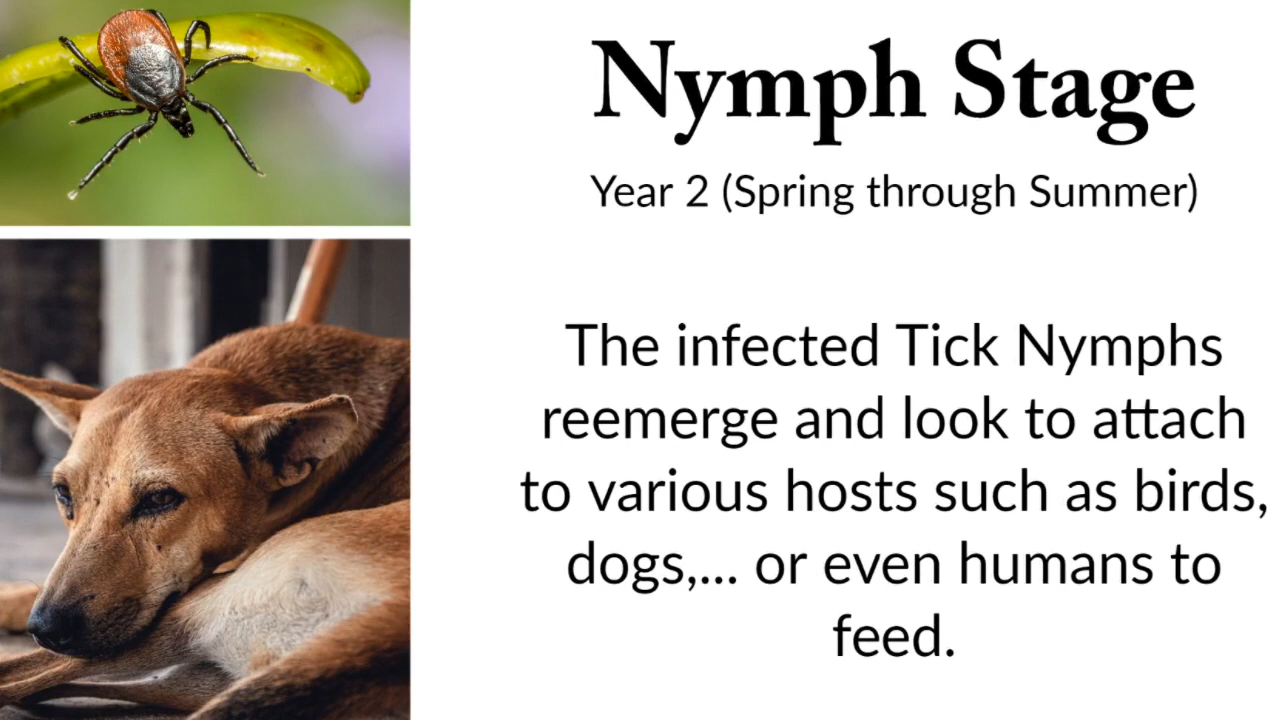 Nymph Stage
Year 2 (Spring through Summer)
The infected Tick Nymphs
reemerge and look to attach
to various hosts such as birds,
dogs,... or even humans to
feed.